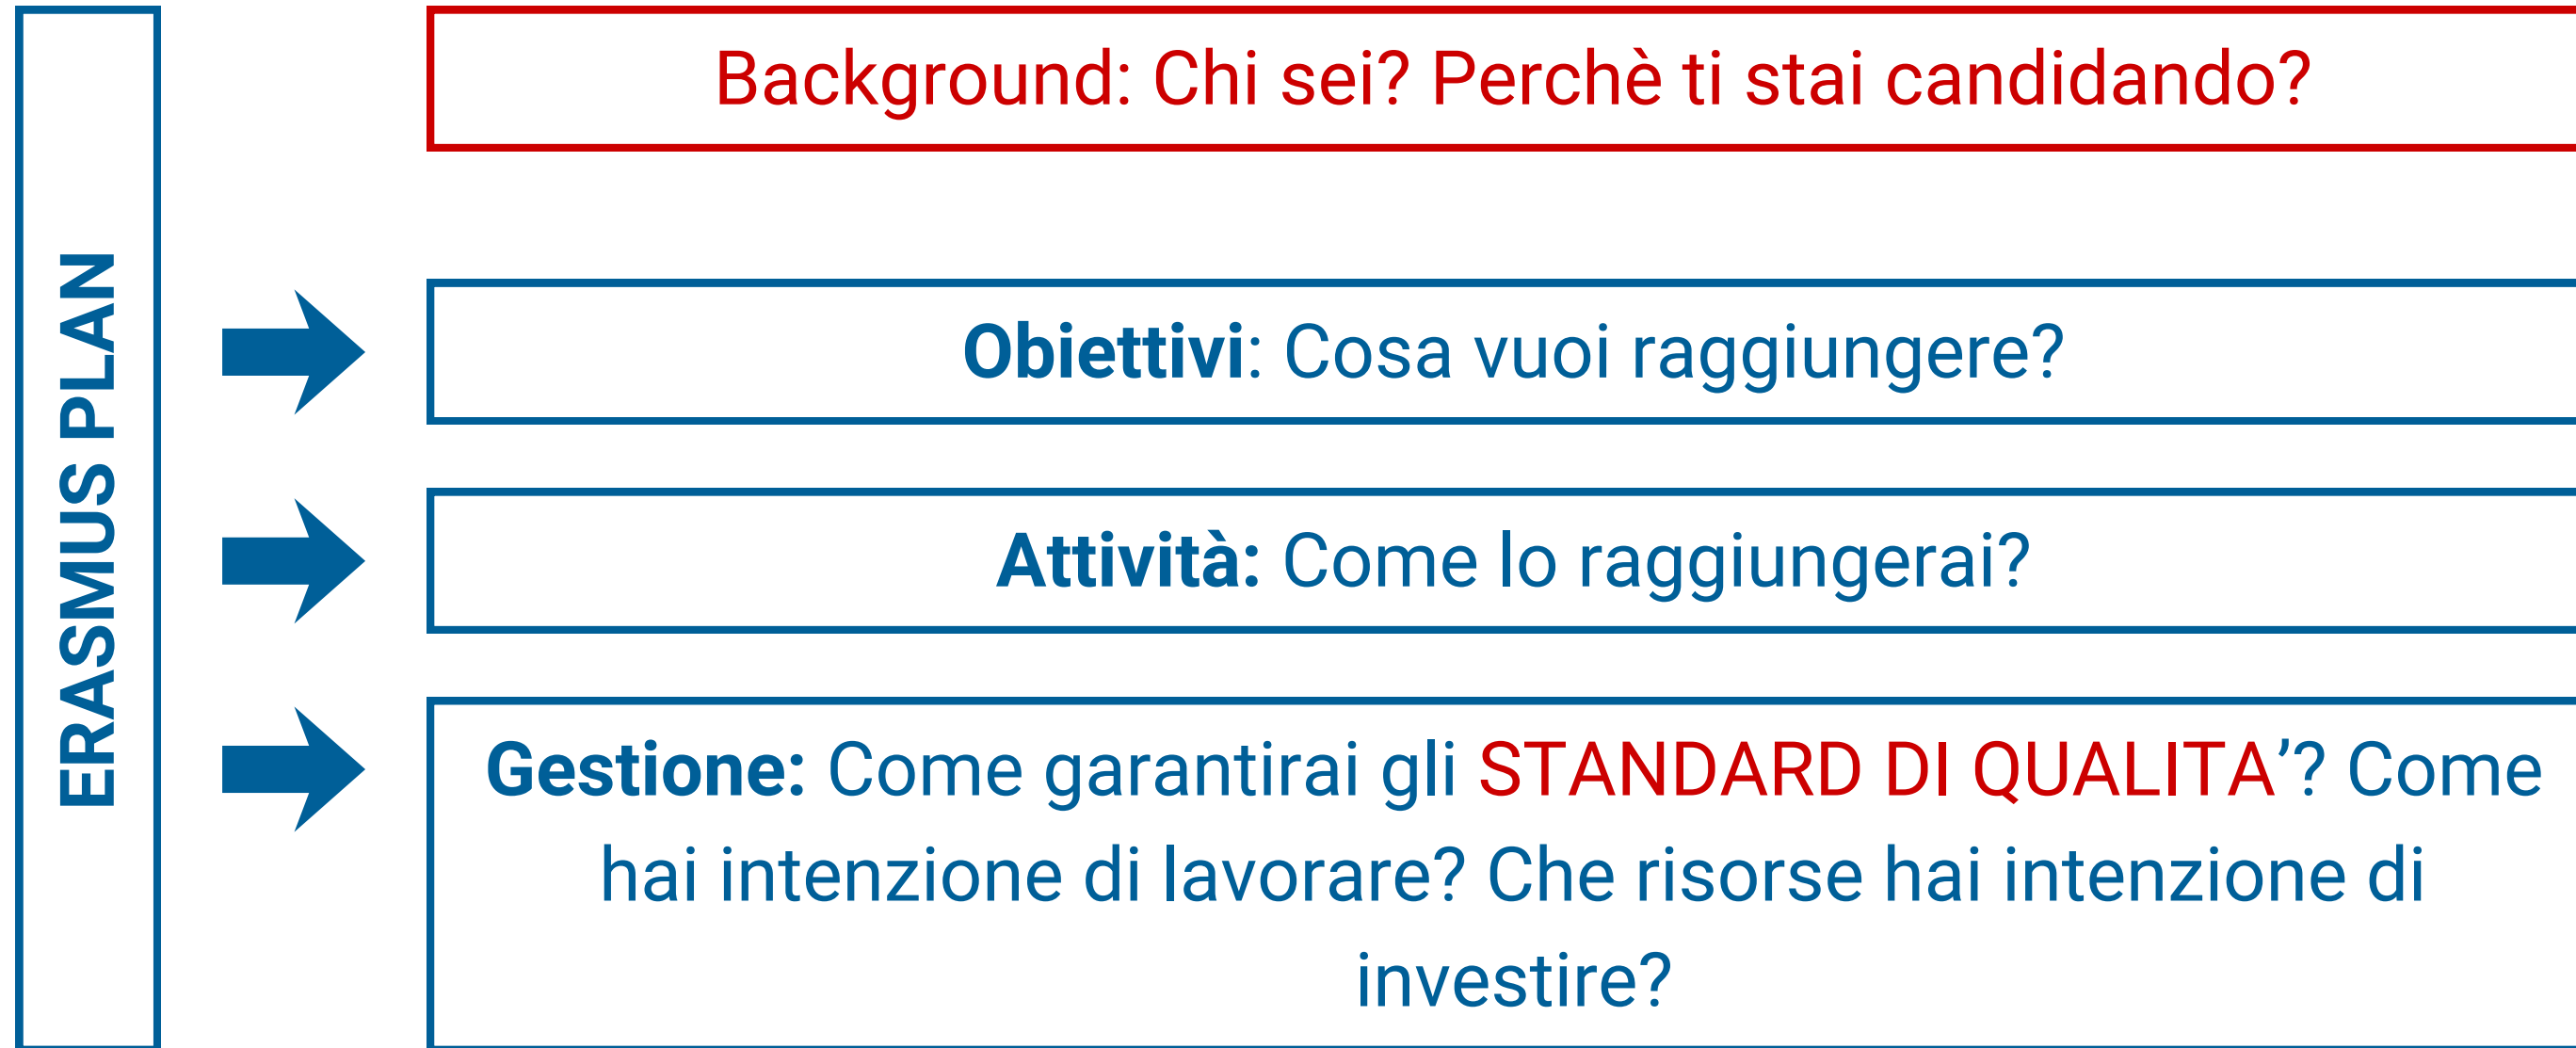 ERASMUS PLAN
Background: Chi sei? Perchè ti stai candidando?
Obiettivi: Cosa vuoi raggiungere?
Attività: Come lo raggiungerai?
Gestione: Come garantirai gli STANDARD DI QUALITA’? Come
hai intenzione di lavorare? Che risorse hai intenzione di
investire?